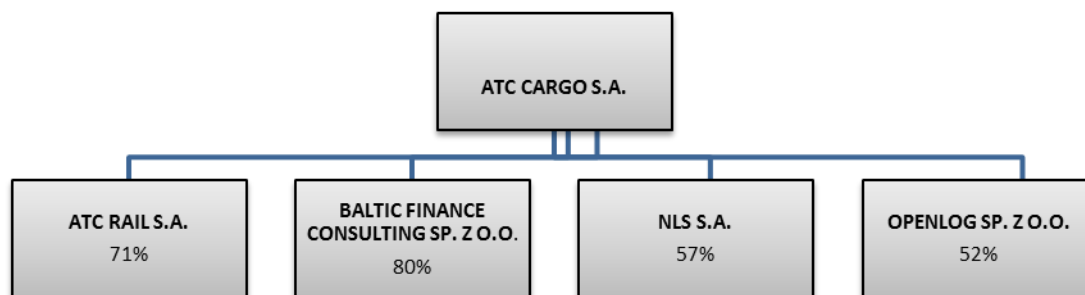 ATC CARGO S.A.
ATC RAIL S.A.
71%
BALTIC FINANCE
CONSULTING SP. Z O.O.
80%
NLS S.A.
57%
OPENLOG SP. Z O.O.
52%